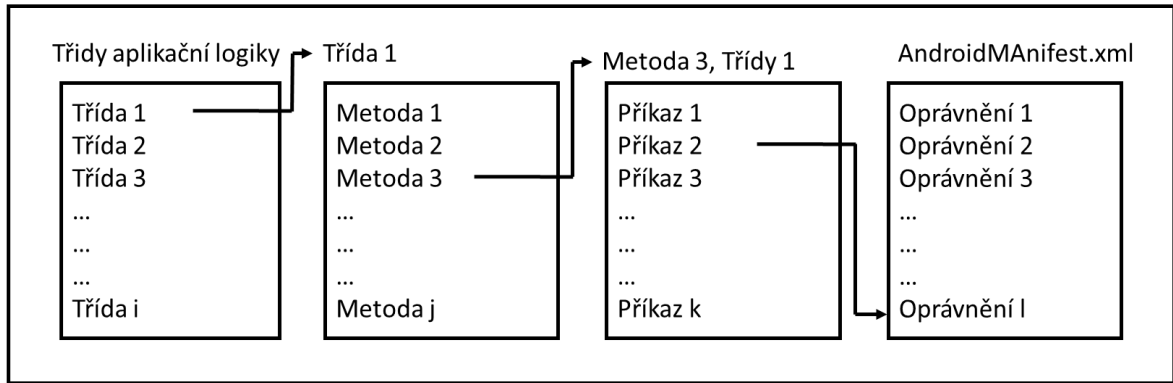 Třidy aplikační logiky
Třída 1
Třída 2
Třída 3
...
...
...
Třída i
Třída 1
Metoda 1
Metoda 2
Metoda 3
...
...
...
Metoda j
Metoda 3, Třídy 1
Příkaz 1
Příkaz 2
Příkaz 3
...
...
...
Příkaz k
AndroidMAnifest.xml
Oprávnění 1
Oprávnění 2
Oprávnění 3
...
...
...
Oprávnění l